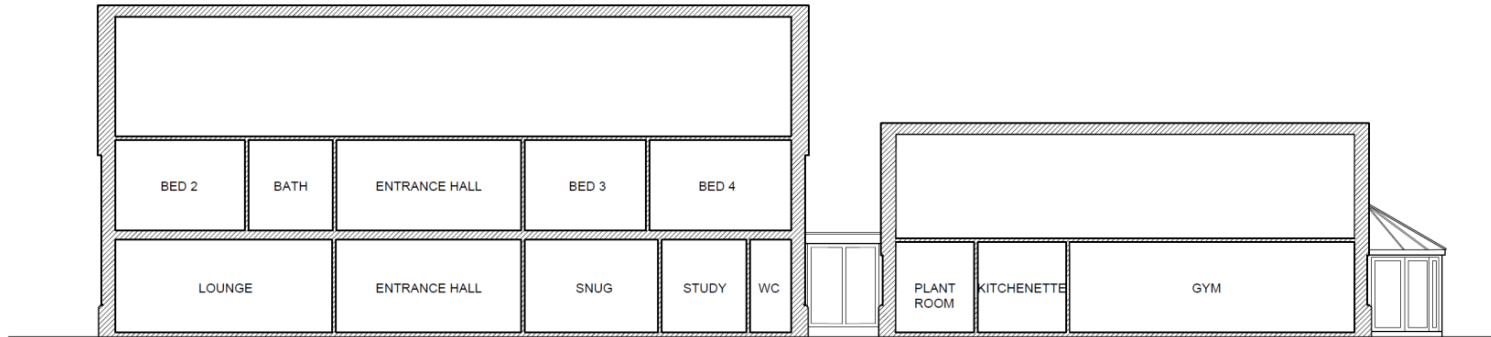 BED 2
BATH
ENTRANCE HALL
BED 3
BED 4
LOUNGE
ENTRANCE HALL
SNUG
STUDY
WC
PLANT
ROOM
KITCHENETTE
GYM